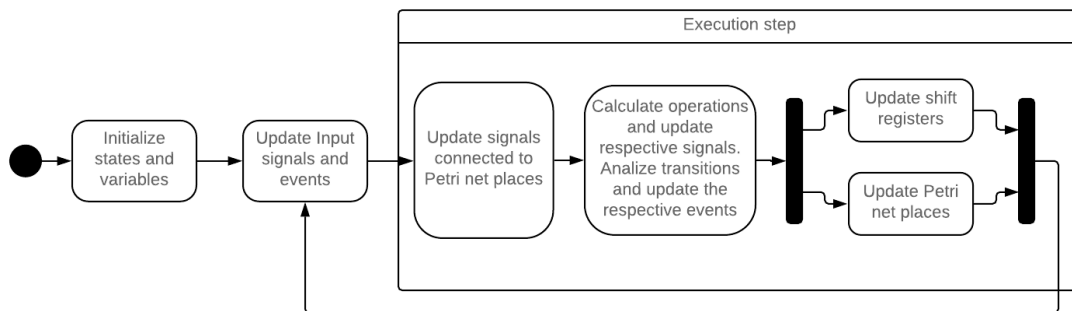 Execution step
Initialize
states and
variables
Update Input
signals and
events
Update signals
connected to
Petri net places
Calculate operations
and update
respective signals.
Analize transitions
and update the
respective events
Update shift
registers
Update Petri
net places